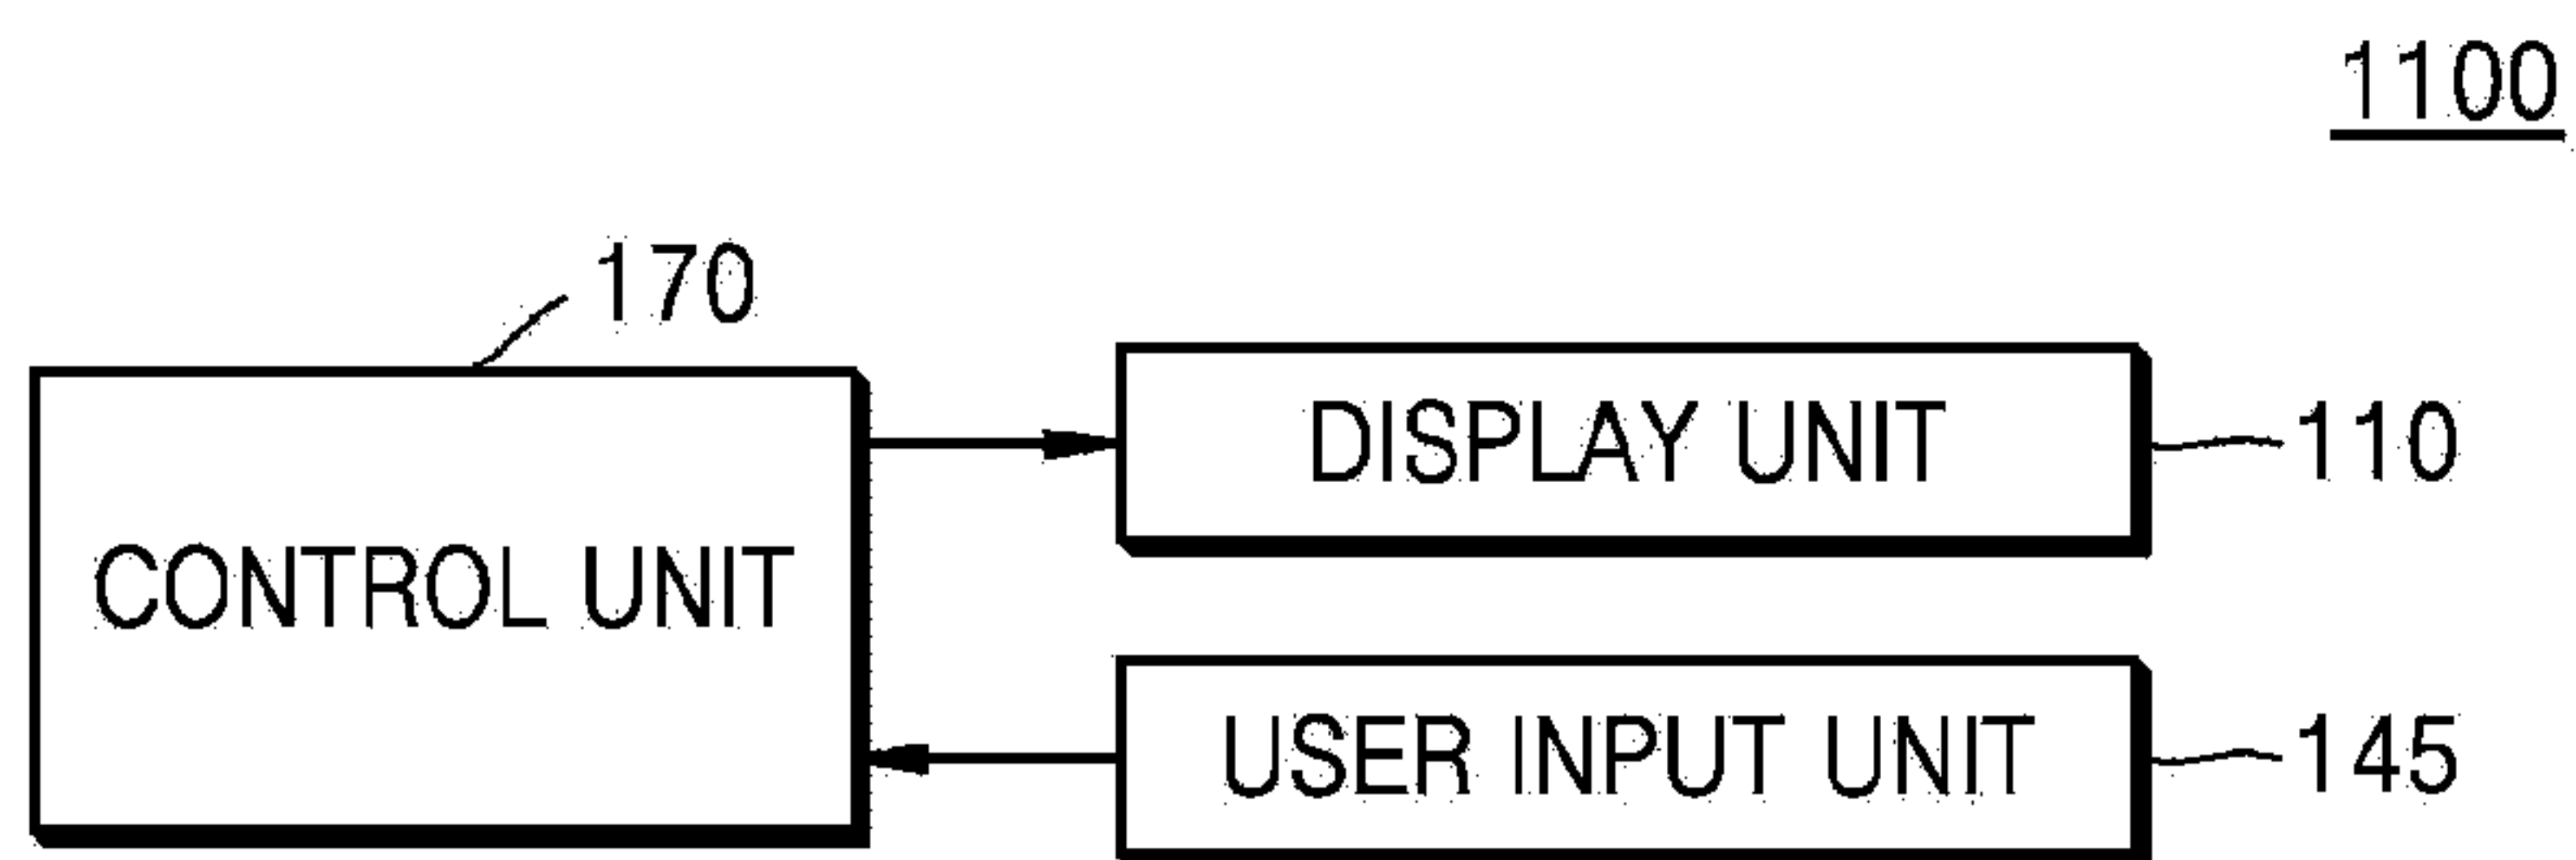 1100
170
DISPLAY UNIT
110
CONTROL UNIT
USER INPUT UNIT
145